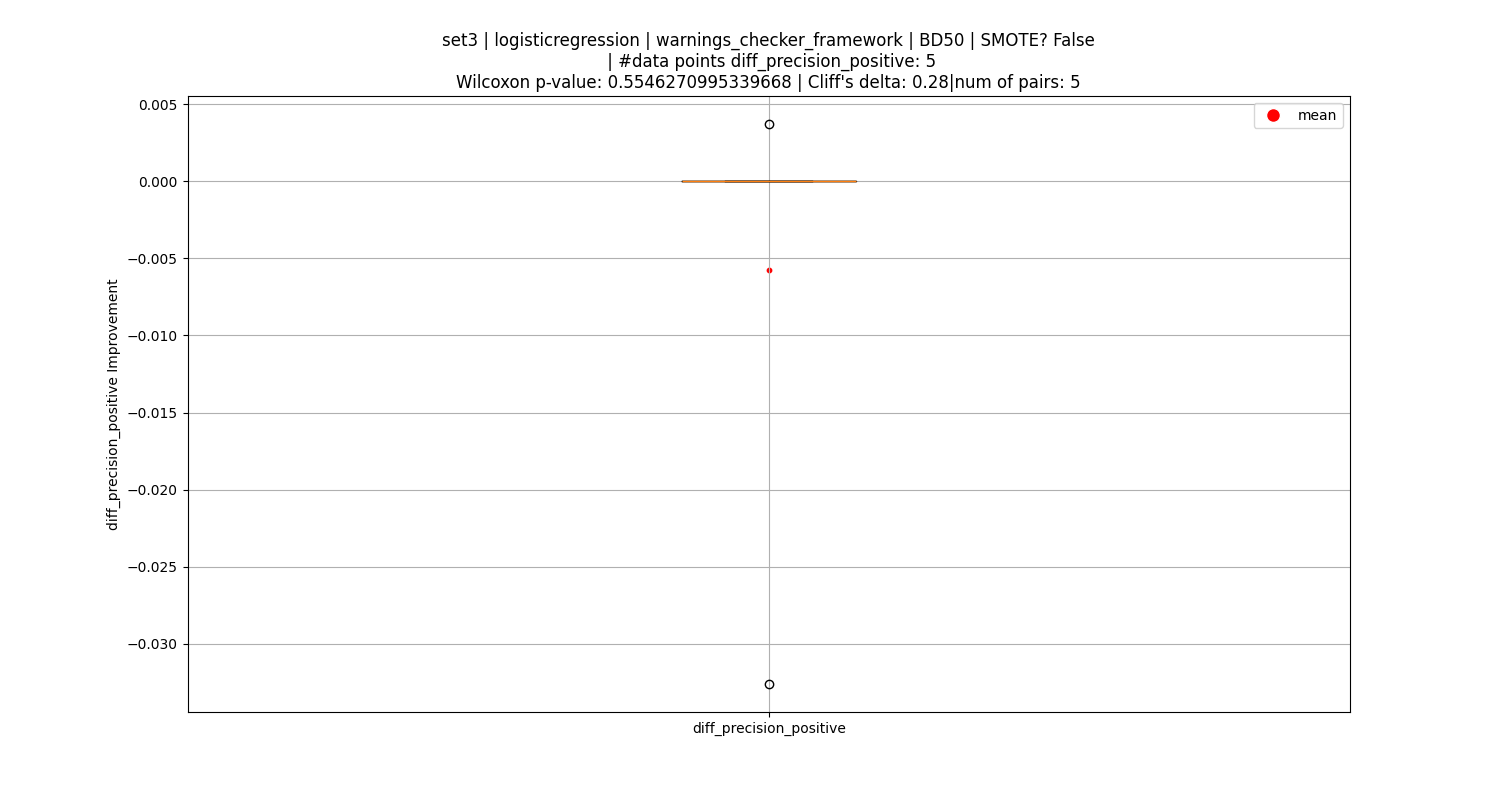 set3 | logisticregression | warnings_checker_framework | BD50 | SMOTE? False
| #data points diff_precision_positive: 5
Wilcoxon p-value: 0.5546270995339668 | Cliff's delta: 0.28|num of pairs: 5
mean
0.005
0.000
−0.005
−0.010
−0.015
−0.020
−0.025
−0.030
diff_precision_positive Improvement
diff_precision_positive